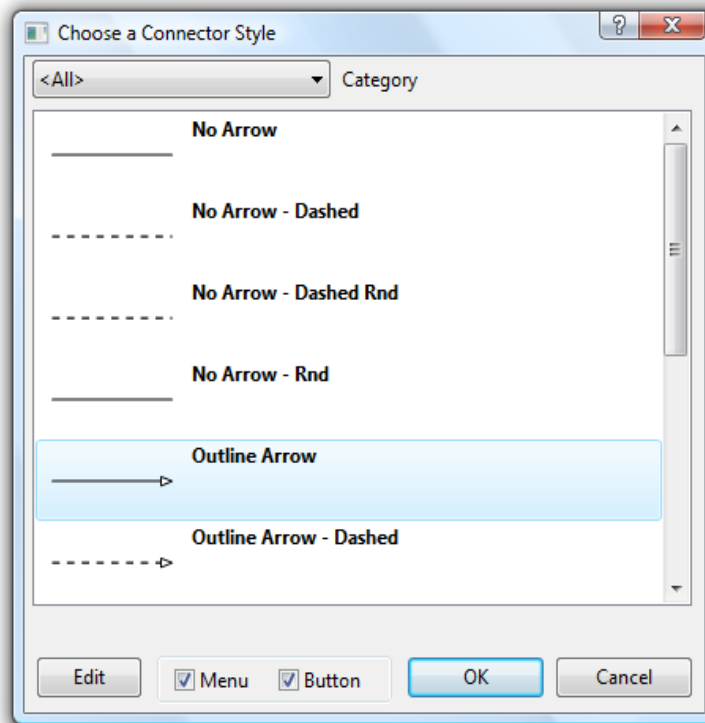 Choose a Connector Style
?
<All> Category
No Arrow
No Arrow - Dashed
No Arrow - Dashed Rnd
No Arrow - Rnd
Outline Arrow
Outline Arrow - Dashed
Edit Menu Button OK Cancel